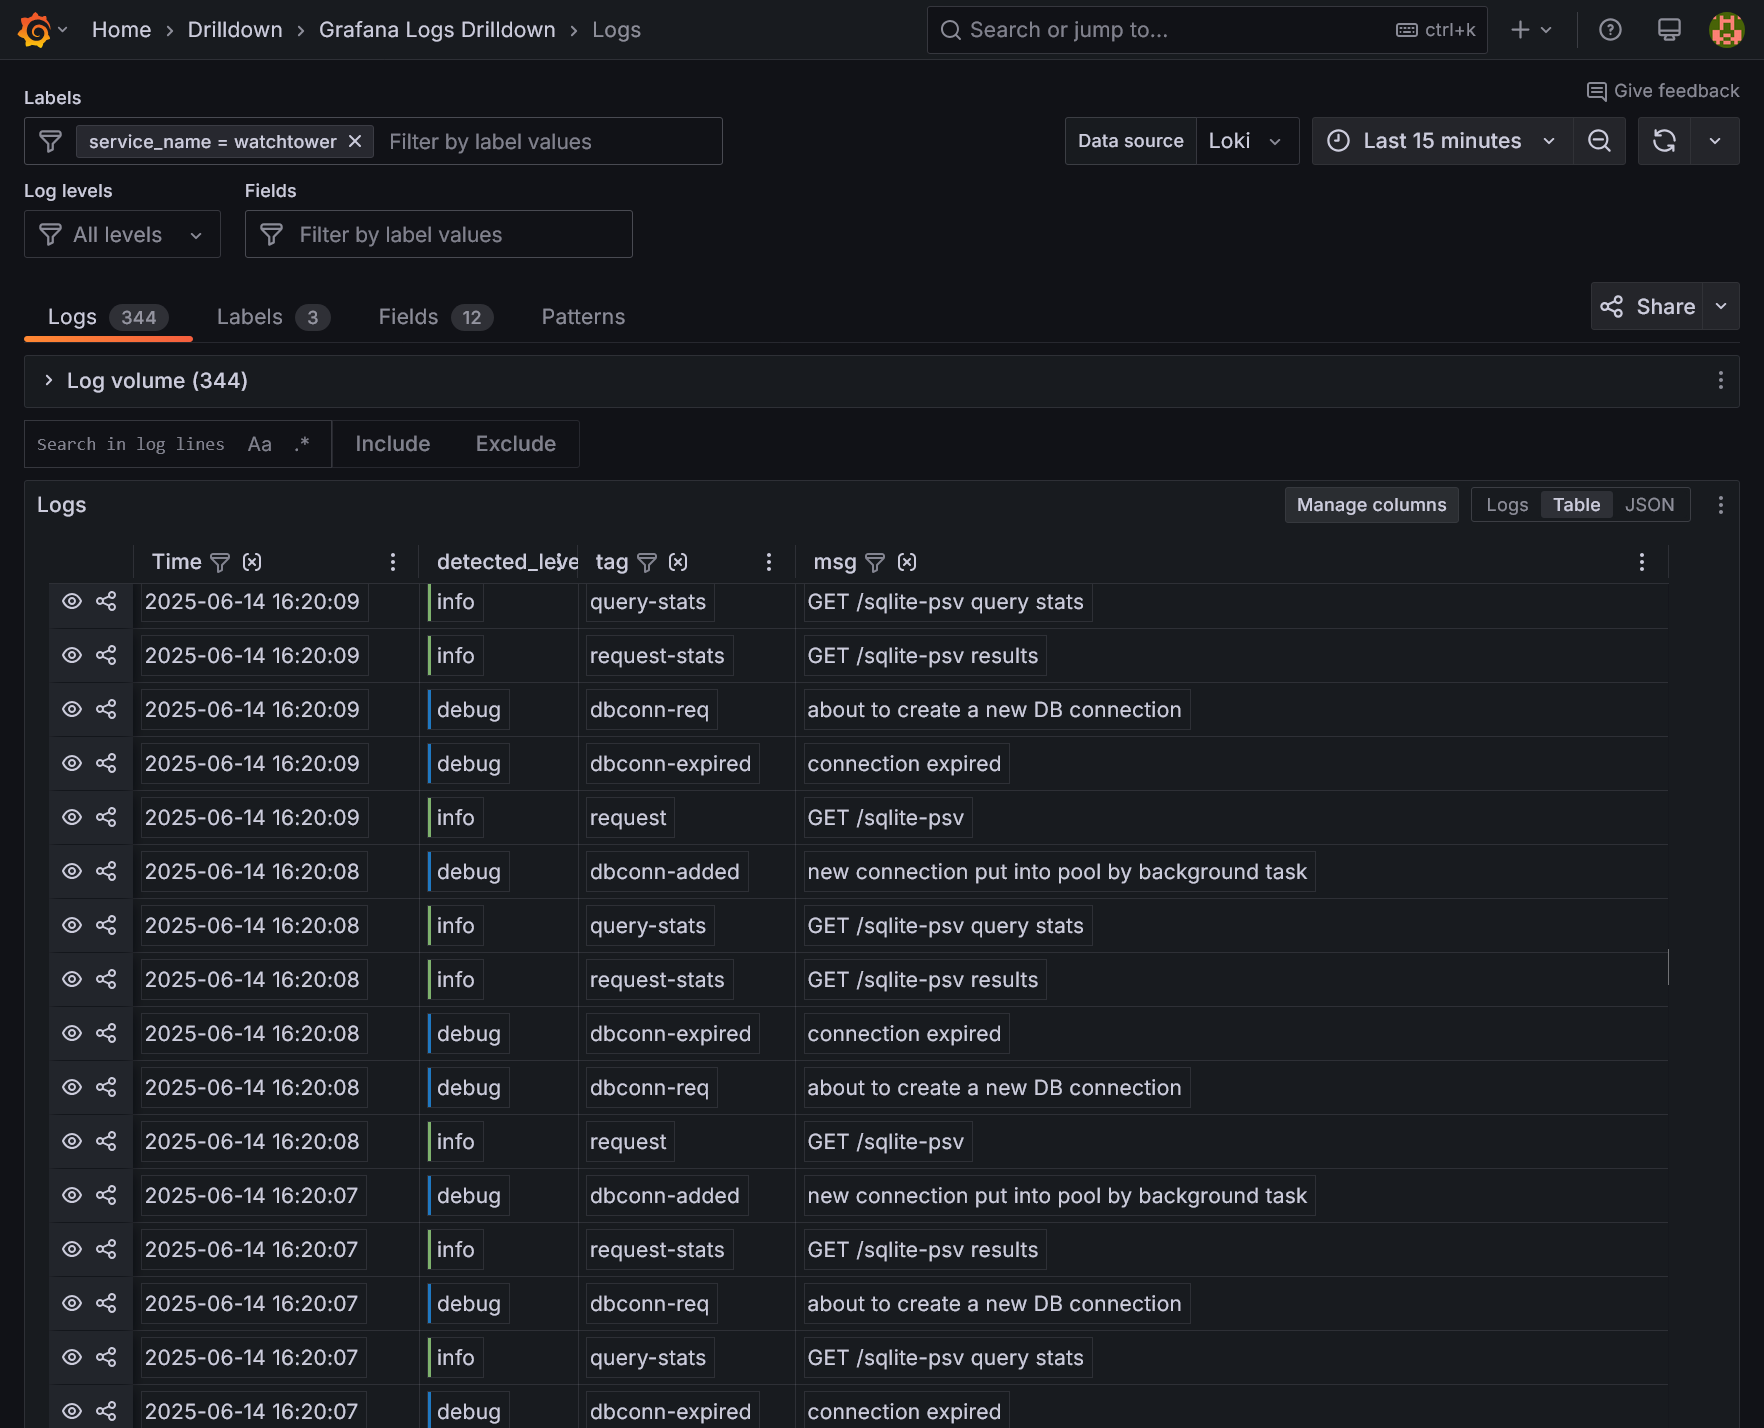 Home › Drilldown › Grafana Logs Drilldown › Logs
Search or jump to... ctrl+k
Give feedback
Labels
service_name = watchtower Filter by label values
Data source Loki Last 15 minutes
Log levels Fields
All levels Filter by label values
Logs 344 Labels 3 Fields 12 Patterns
Share
Log volume (344)
Search in log lines Aa .* Include Exclude
Logs Manage columns Logs Table JSON
Time detected_leve tag msg
2025-06-14 16:20:09 info query-stats GET /sqlite-psv query stats
2025-06-14 16:20:09 info request-stats GET /sqlite-psv results
2025-06-14 16:20:09 debug dbconn-req about to create a new DB connection
2025-06-14 16:20:09 debug dbconn-expired connection expired
2025-06-14 16:20:09 info request GET /sqlite-psv
2025-06-14 16:20:08 debug dbconn-added new connection put into pool by background task
2025-06-14 16:20:08 info query-stats GET /sqlite-psv query stats
2025-06-14 16:20:08 info request-stats GET /sqlite-psv results
2025-06-14 16:20:08 debug dbconn-expired connection expired
2025-06-14 16:20:08 debug dbconn-req about to create a new DB connection
2025-06-14 16:20:08 info request GET /sqlite-psv
2025-06-14 16:20:07 debug dbconn-added new connection put into pool by background task
2025-06-14 16:20:07 info request-stats GET /sqlite-psv results
2025-06-14 16:20:07 debug dbconn-req about to create a new DB connection
2025-06-14 16:20:07 info query-stats GET /sqlite-psv query stats
2025-06-14 16:20:07 debug dbconn-expired connection expired